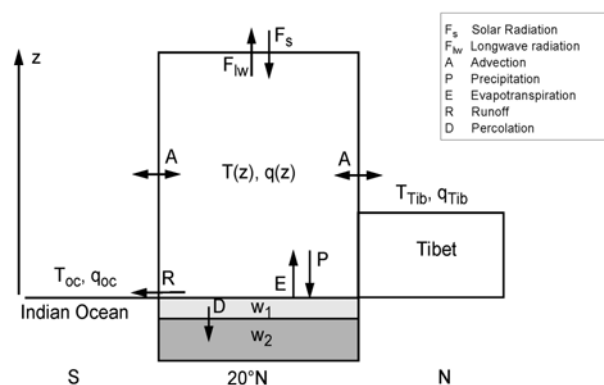 z
F_lw
F_s
F_s Solar Radiation
F_lw Longwave radiation
A Advection
P Precipitation
E Evapotranspiration
R Runoff
D Percolation
A
T(z), q(z)
A
T_Tib, q_Tib
Tibet
T_oc, q_oc
R
E
P
Indian Ocean
D
w_1
w_2
S
20°N
N